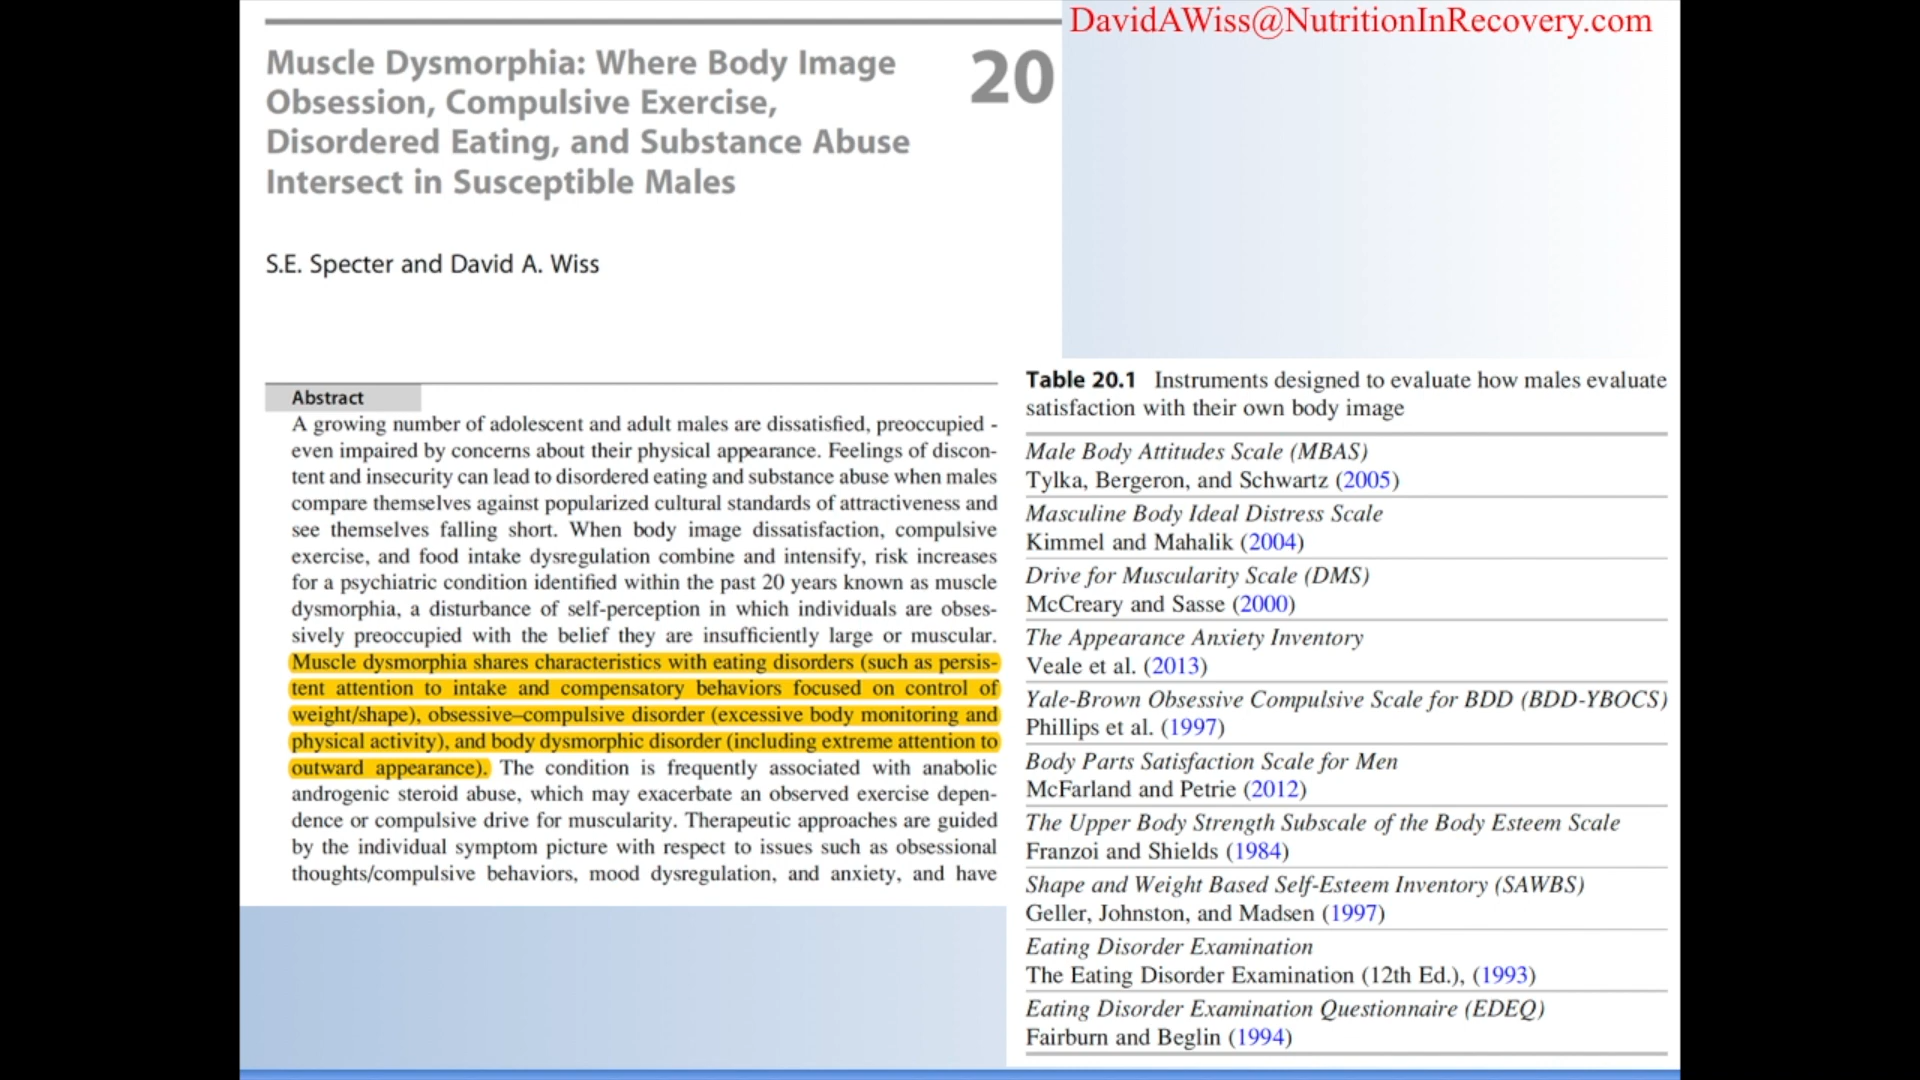 DavidAWiss@NutritionInRecovery.com
Muscle Dysmorphia: Where Body Image
Obsession, Compulsive Exercise,
Disordered Eating, and Substance Abuse
Intersect in Susceptible Males
20
S.E. Specter and David A. Wiss
Abstract
A growing number of adolescent and adult males are dissatisfied, preoccupied -
even impaired by concerns about their physical appearance. Feelings of discon-
tent and insecurity can lead to disordered eating and substance abuse when males
compare themselves against popularized cultural standards of attractiveness and
see themselves falling short. When body image dissatisfaction, compulsive
exercise, and food intake dysregulation combine and intensify, risk increases
for a psychiatric condition identified within the past 20 years known as muscle
dysmorphia, a disturbance of self-perception in which individuals are obses-
sively preoccupied with the belief they are insufficiently large or muscular.
Muscle dysmorphia shares characteristics with eating disorders (such as persis-
tent attention to intake and compensatory behaviors focused on control of
weight/shape), obsessive–compulsive disorder (excessive body monitoring and
physical activity), and body dysmorphic disorder (including extreme attention to
outward appearance). The condition is frequently associated with anabolic
androgenic steroid abuse, which may exacerbate an observed exercise depen-
dence or compulsive drive for muscularity. Therapeutic approaches are guided
by the individual symptom picture with respect to issues such as obsessional
thoughts/compulsive behaviors, mood dysregulation, and anxiety, and have
Table 20.1 Instruments designed to evaluate how males evaluate
satisfaction with their own body image
Male Body Attitudes Scale (MBAS)
Tylka, Bergeron, and Schwartz (2005)
Masculine Body Ideal Distress Scale
Kimmel and Mahalik (2004)
Drive for Muscularity Scale (DMS)
McCreary and Sasse (2000)
The Appearance Anxiety Inventory
Veale et al. (2013)
Yale-Brown Obsessive Compulsive Scale for BDD (BDD-YBOCS)
Phillips et al. (1997)
Body Parts Satisfaction Scale for Men
McFarland and Petrie (2012)
The Upper Body Strength Subscale of the Body Esteem Scale
Franzoi and Shields (1984)
Shape and Weight Based Self-Esteem Inventory (SAWBS)
Geller, Johnston, and Madsen (1997)
Eating Disorder Examination
The Eating Disorder Examination (12th Ed.), (1993)
Eating Disorder Examination Questionnaire (EDEQ)
Fairburn and Beglin (1994)